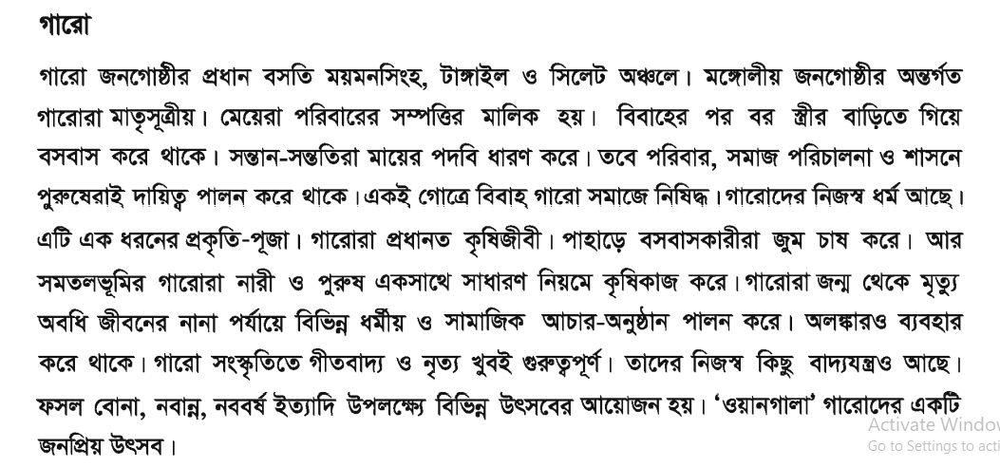 গারো
গারো জনগোষ্ঠীর প্রধান বসতি ময়মনসিংহ, টাঙ্গাইল ও সিলেট অঞ্চলে। মঙ্গোলীয় জনগোষ্ঠীর অন্তর্গত
গারোরা মাতৃসূত্রীয়। মেয়েরা পরিবারের সম্পত্তির মালিক হয়। বিবাহের পর বর স্ত্রীর বাড়িতে গিয়ে
বসবাস করে থাকে। সন্তান-সন্ততিরা মায়ের পদবি ধারণ করে। তবে পরিবার, সমাজ পরিচালনা ও শাসনে
পুরুষেরাই দায়িত্ব পালন করে থাকে। একই গোত্রে বিবাহ গারো সমাজে নিষিদ্ধ। গারোদের নিজস্ব ধর্ম আছে।
এটি এক ধরনের প্রকৃতি-পূজা। গারোরা প্রধানত কৃষিজীবী। পাহাড়ে বসবাসকারীরা জুম চাষ করে। আর
সমতলভূমির গারোরা নারী ও পুরুষ একসাথে সাধারণ নিয়মে কৃষিকাজ করে। গারোরা জন্ম থেকে মৃত্যু
অবধি জীবনের নানা পর্যায়ে বিভিন্ন ধর্মীয় ও সামাজিক আচার-অনুষ্ঠান পালন করে। অলঙ্কারও ব্যবহার
করে থাকে। গারো সংস্কৃতিতে গীতবাদ্য ও নৃত্য খুবই গুরুত্বপূর্ণ। তাদের নিজস্ব কিছু বাদ্যযন্ত্রও আছে।
ফসল বোনা, নবান্ন, নববর্ষ ইত্যাদি উপলক্ষ্যে বিভিন্ন উৎসবের আয়োজন হয়। ‘ওয়ানগালা’ গারোদের একটি
জনপ্রিয় উৎসব।
Activate Window
Go to Settings to acti